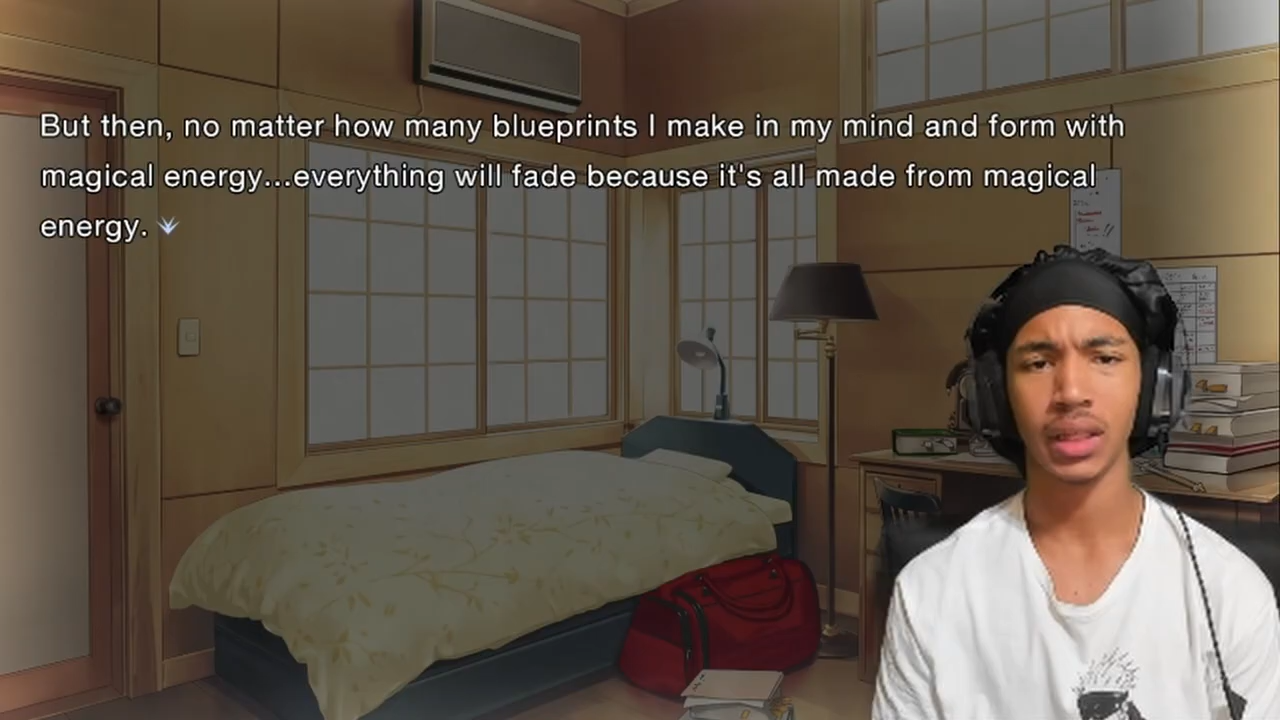 But then, no matter how many blueprints I make in my mind and form with
magical energy...everything will fade because it's all made from magical
energy.